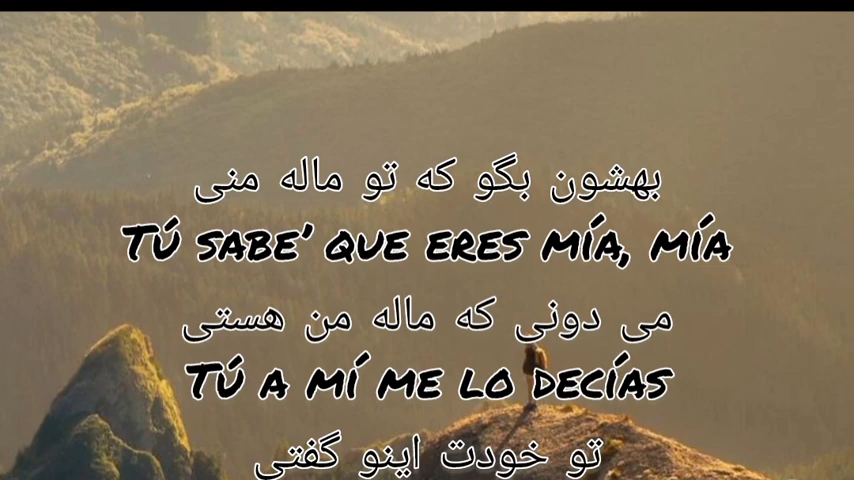 بهشون بگو که تو ماله منی
TÚ SABE' QUE ERES MÍA, MÍA
می دونی که ماله من هستی
TÚ A MÍ ME LO DECÍAS
تو خودت اینو گفتی